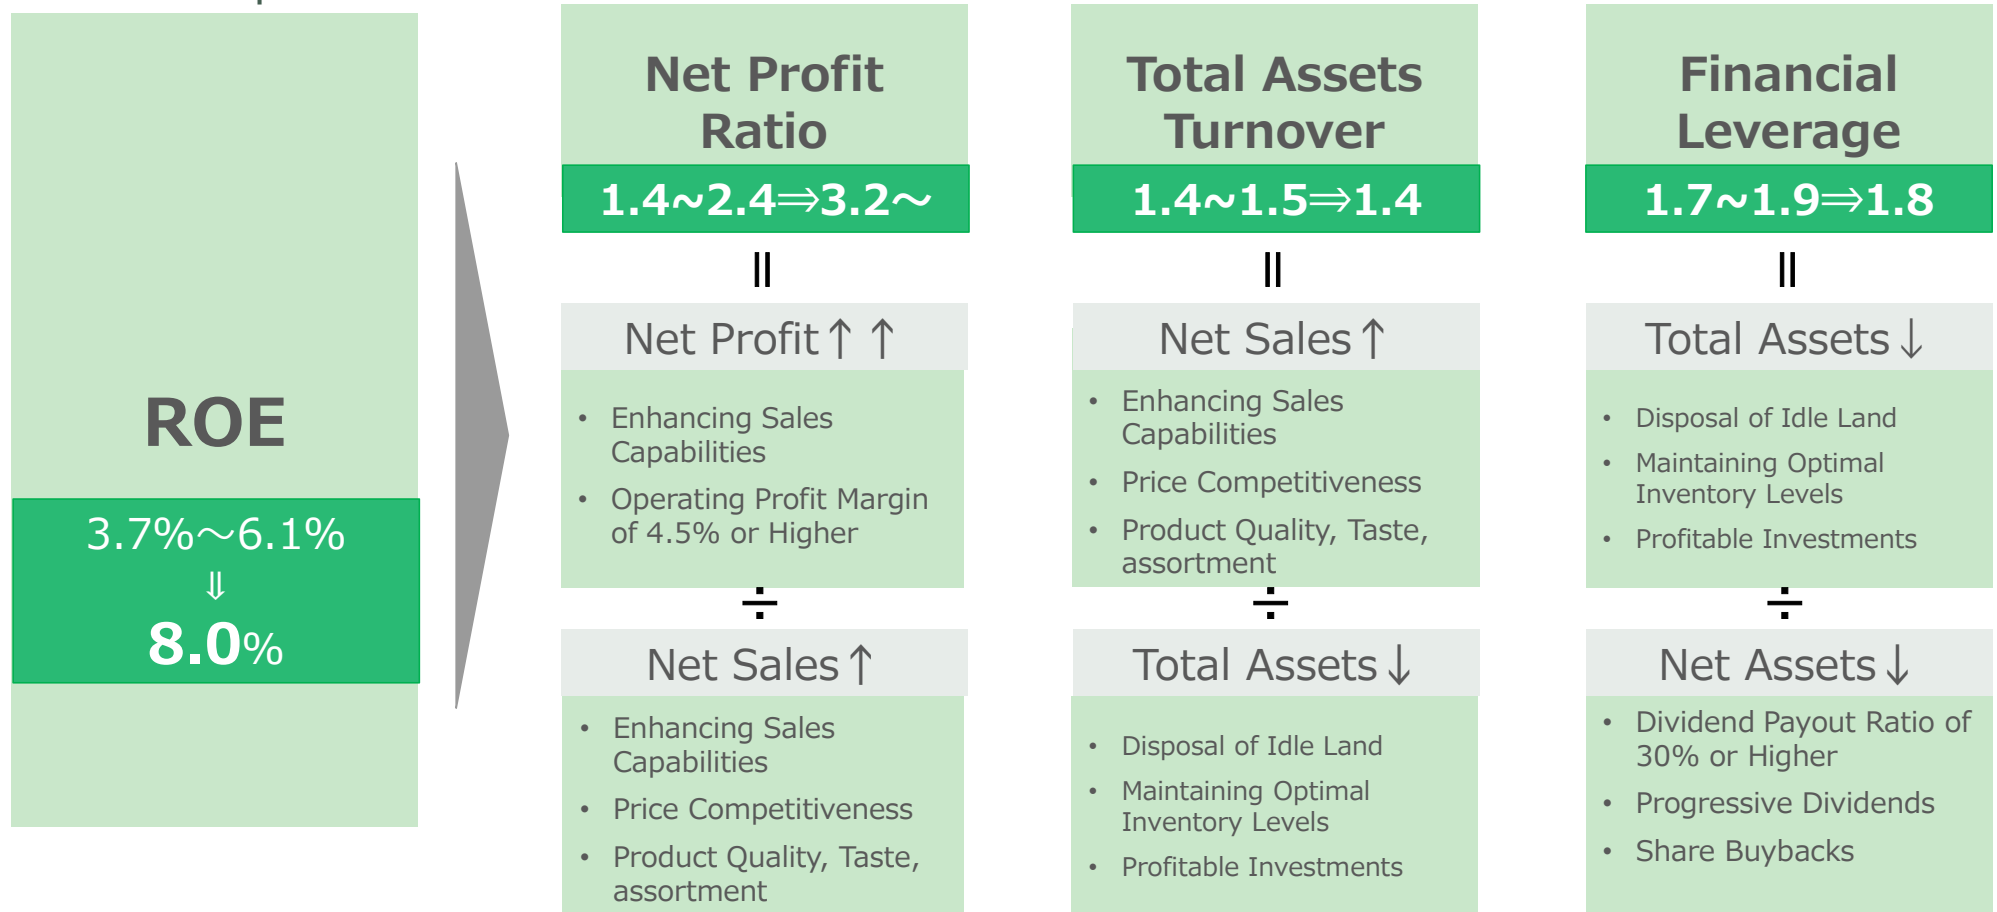 ROE
3.7%～6.1%
⇓
8.0%
Net Profit
Ratio
1.4~2.4⇒3.2～
=
Net Profit↑↑
• Enhancing Sales
Capabilities
• Operating Profit Margin
of 4.5% or Higher
÷
Net Sales↑
• Enhancing Sales
Capabilities
• Price Competitiveness
• Product Quality, Taste,
assortment
Total Assets
Turnover
1.4~1.5⇒1.4
=
Net Sales↑
• Enhancing Sales
Capabilities
• Price Competitiveness
• Product Quality, Taste,
assortment
÷
Total Assets↓
• Disposal of Idle Land
• Maintaining Optimal
Inventory Levels
• Profitable Investments
Financial
Leverage
1.7~1.9⇒1.8
=
Total Assets↓
• Disposal of Idle Land
• Maintaining Optimal
Inventory Levels
• Profitable Investments
÷
Net Assets↓
• Dividend Payout Ratio of
30% or Higher
• Progressive Dividends
• Share Buybacks